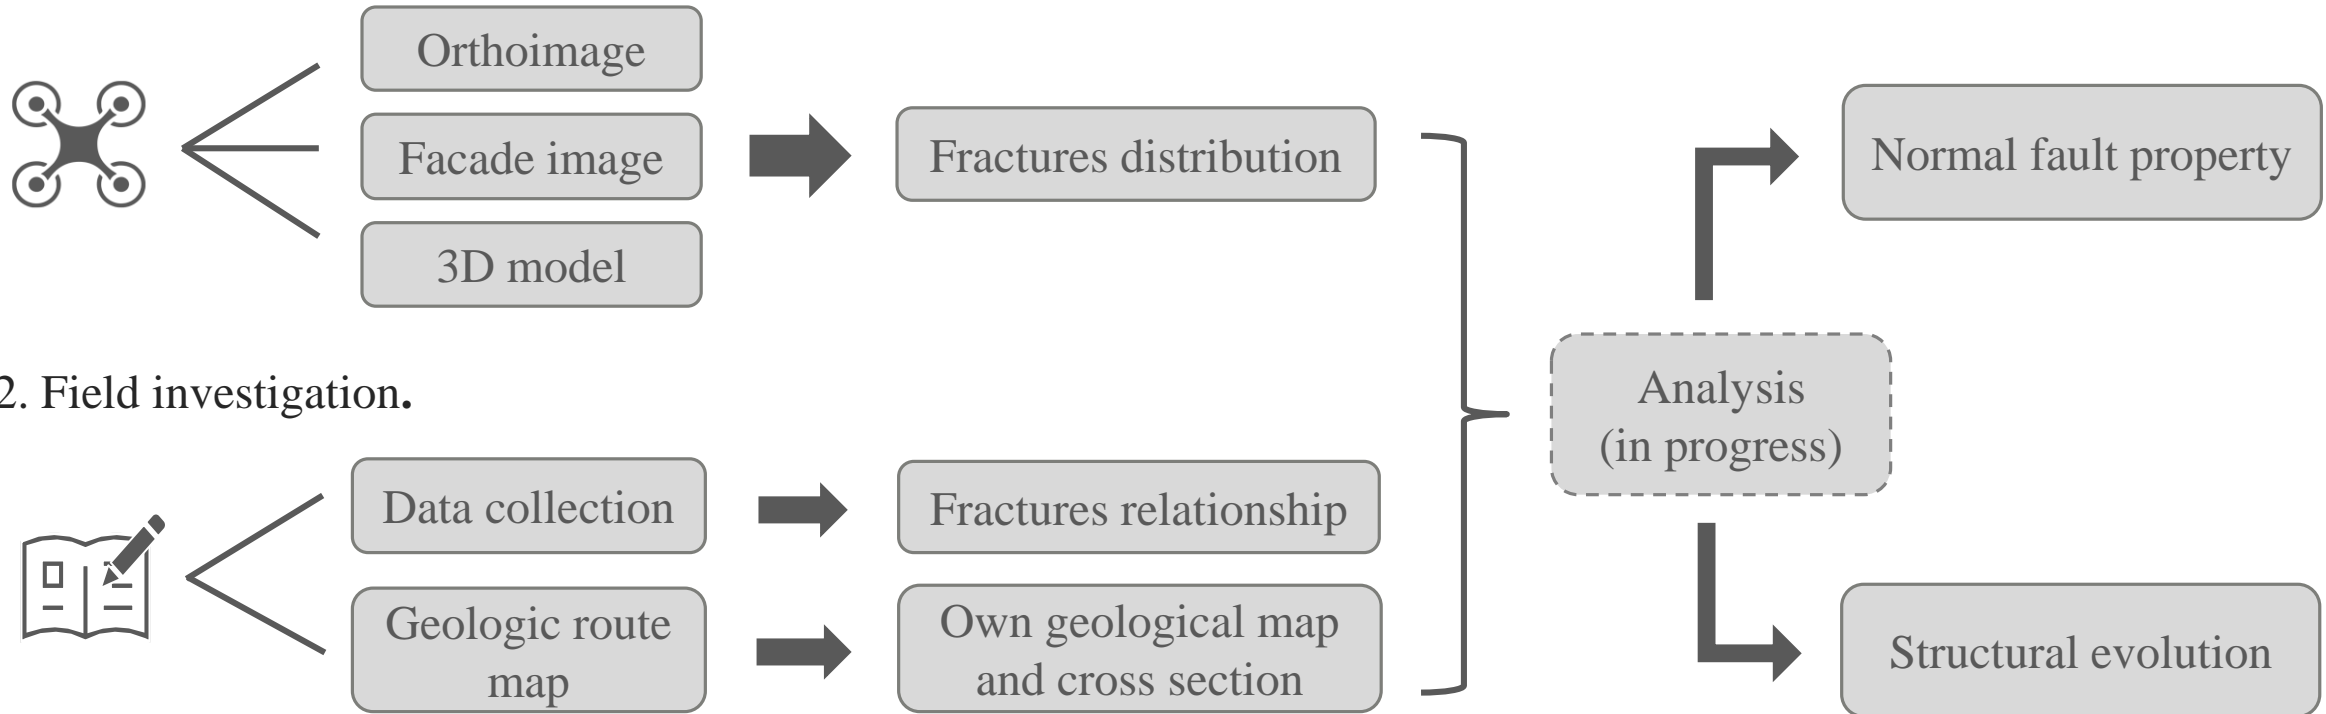 Orthoimage
Facade image
3D model
Fractures distribution
Normal fault property
2. Field investigation.
Data collection
Geologic route
map
Fractures relationship
Own geological map
and cross section
Analysis
(in progress)
Structural evolution